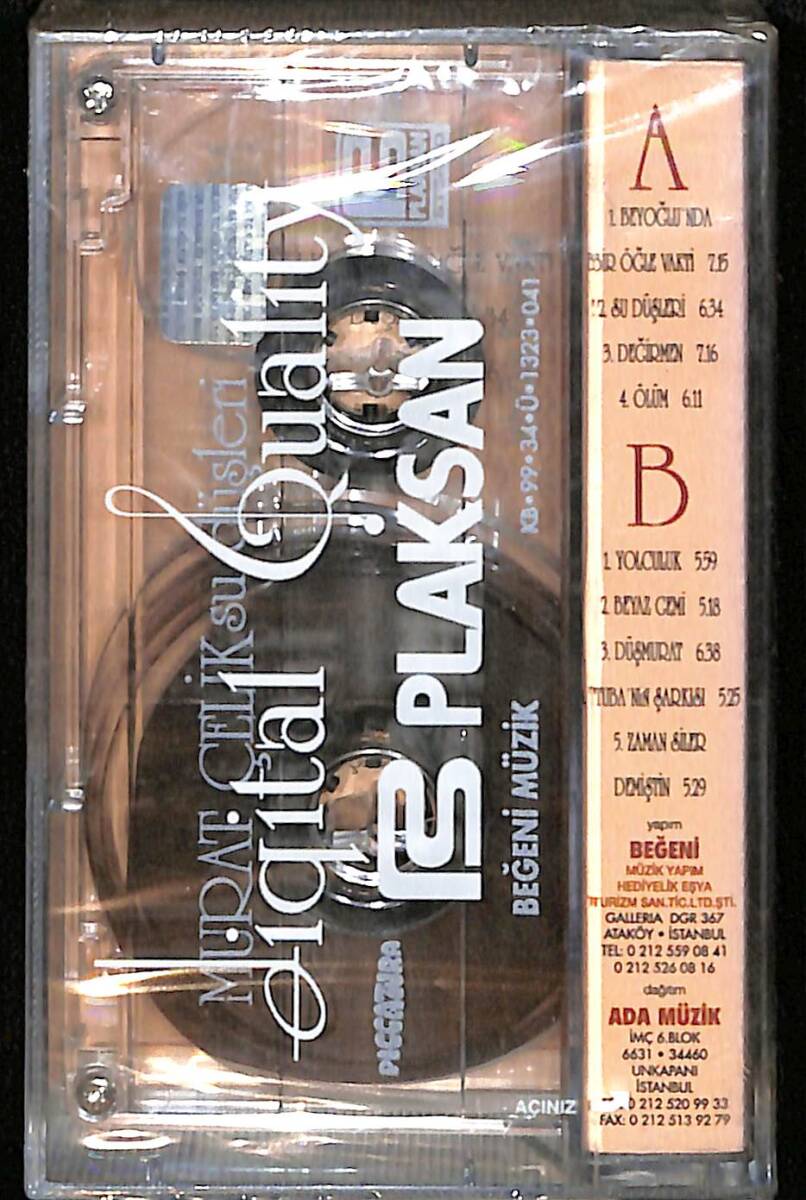 MURAT ÇELİK su düşleri
Digital Quality
PLAKSAN
KB•99•34•Ü•1323•041
BEĞENİ MÜZİK
PICCATURA
AÇINIZ
A
1. BEYOĞLU'NDA
BİR ÖĞLE VAKTİ 7.15
2. SU DÜŞLERİ 6.34
3. DEĞİRMEN 7.16
4. ÖLÜM 6.11
B
1. YOLCULUK 5.59
2. BEYAZ GEMİ 5.18
3. DÜŞMURAT 6.38
TUBA'NIN ŞARKISI 5.25
5. ZAMAN SİLER
DEMİŞTİN 5.29
yapım
BEĞENİ
MÜZİK YAPIM
HEDİYELİK EŞYA
TURİZM SAN.TİC.LTD.ŞTİ.
GALLERIA DGR 367
ATAKÖY • İSTANBUL
TEL: 0 212 559 08 41
0 212 526 08 16
dağıtım
ADA MÜZİK
İMÇ 6.BLOK
6631 • 34460
UNKAPANI
İSTANBUL
0 212 520 99 33
FAX: 0 212 513 92 79